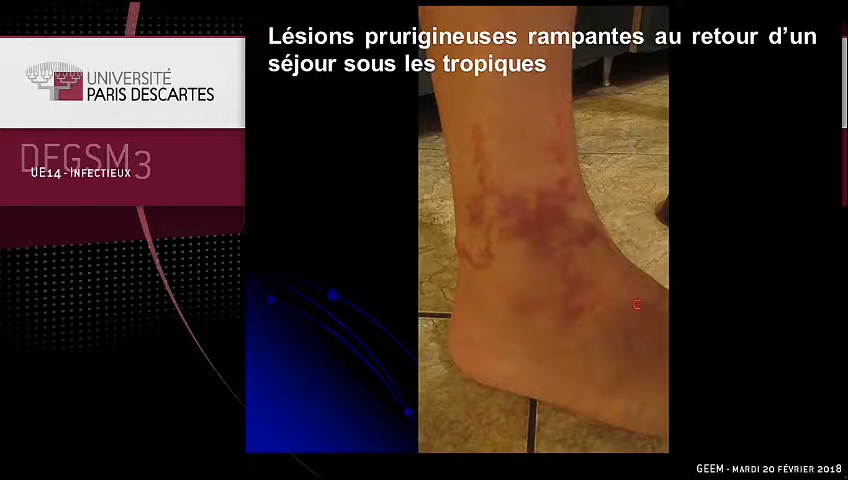 Lésions prurigineuses rampantes au retour d'un
séjour sous les tropiques
UNIVERSITÉ
PARIS DESCARTES
DFGSM3
UE14 - INFECTIEUX
GEEM - MARDI 20 FÉVRIER 2018